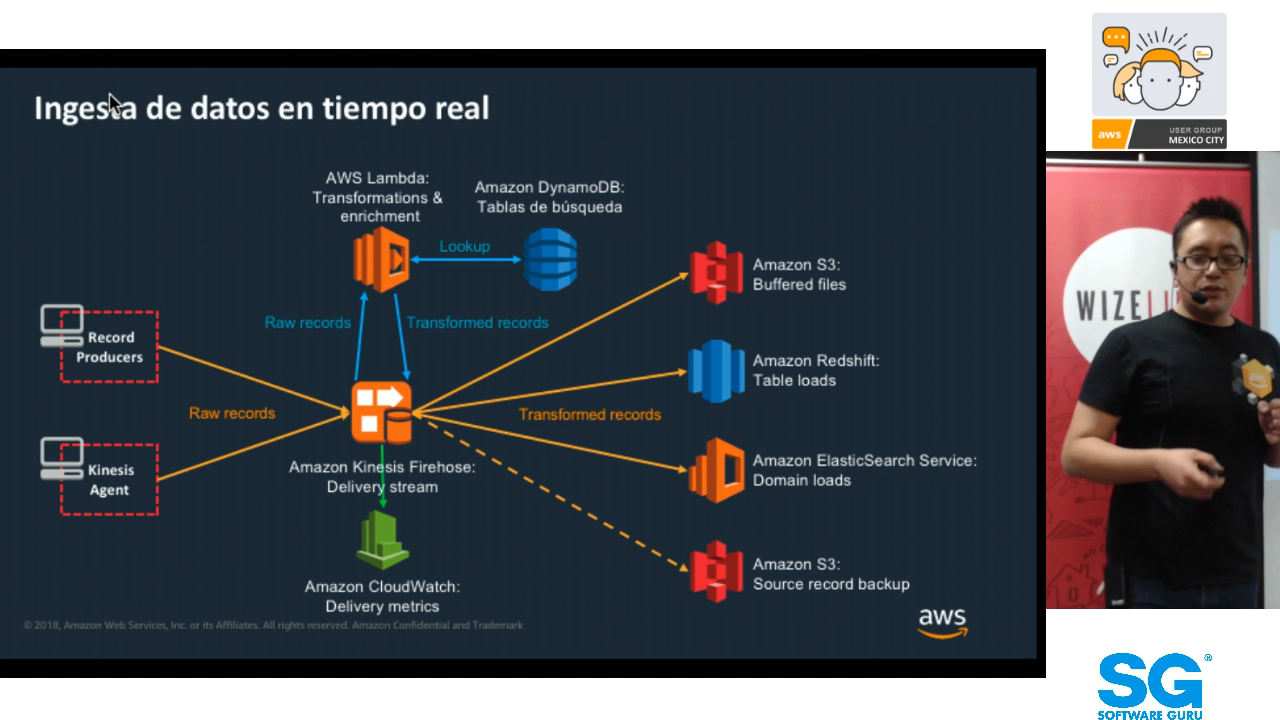 Ingesta de datos en tiempo real
AWS Lambda:
Transformations &
enrichment
Amazon DynamoDB:
Tablas de búsqueda
Lookup
Raw records
Transformed records
Record
Producers
Kinesis
Agent
Raw records
Amazon Kinesis Firehose:
Delivery stream
Amazon CloudWatch:
Delivery metrics
Transformed records
Amazon S3:
Buffered files
Amazon Redshift:
Table loads
Amazon ElasticSearch Service:
Domain loads
Amazon S3:
Source record backup
© 2018, Amazon Web Services, Inc. or its Affiliates. All rights reserved. Amazon Confidential and Trademark
aws
aws
USER GROUP
MEXICO CITY
WIZELI
aws
SG®
SOFTWARE GURU